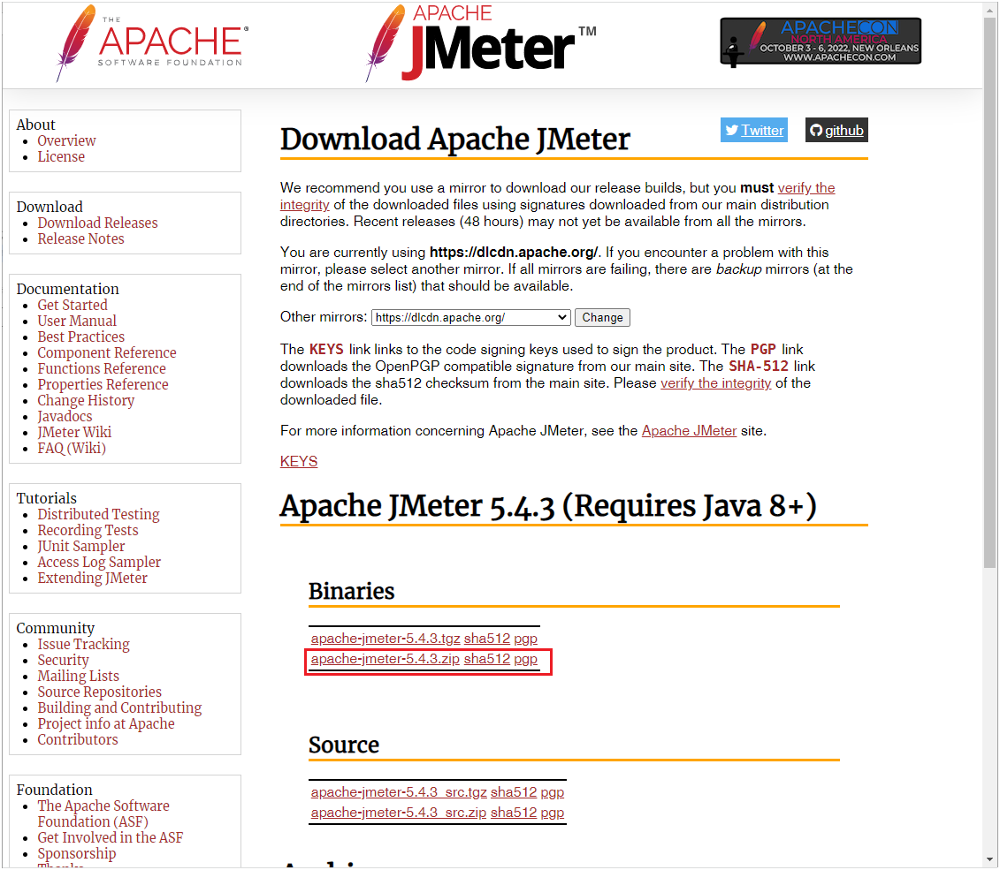 THE
APACHE®
SOFTWARE FOUNDATION
APACHE
JMeter™
APACHECON
NORTH AMERICA
OCTOBER 3 - 6, 2022, NEW ORLEANS
WWW.APACHECON.COM
About
Overview
License
Download
Download Releases
Release Notes
Documentation
Get Started
User Manual
Best Practices
Component Reference
Functions Reference
Properties Reference
Change History
Javadocs
JMeter Wiki
FAQ (Wiki)
Tutorials
Distributed Testing
Recording Tests
JUnit Sampler
Access Log Sampler
Extending JMeter
Community
Issue Tracking
Security
Mailing Lists
Source Repositories
Building and Contributing
Project info at Apache
Contributors
Foundation
The Apache Software
Foundation (ASF)
Get Involved in the ASF
Sponsorship
Thanks
Twitter
github
Download Apache JMeter
We recommend you use a mirror to download our release builds, but you must verify the
integrity of the downloaded files using signatures downloaded from our main distribution
directories. Recent releases (48 hours) may not yet be available from all the mirrors.
You are currently using https://dlcdn.apache.org/. If you encounter a problem with this
mirror, please select another mirror. If all mirrors are failing, there are backup mirrors (at the
end of the mirrors list) that should be available.
Other mirrors: https://dlcdn.apache.org/ Change
The KEYS link links to the code signing keys used to sign the product. The PGP link
downloads the OpenPGP compatible signature from our main site. The SHA-512 link
downloads the sha512 checksum from the main site. Please verify the integrity of the
downloaded file.
For more information concerning Apache JMeter, see the Apache JMeter site.
KEYS
Apache JMeter 5.4.3 (Requires Java 8+)
Binaries
apache-jmeter-5.4.3.tgz sha512 pgp
apache-jmeter-5.4.3.zip sha512 pgp
Source
apache-jmeter-5.4.3_src.tgz sha512 pgp
apache-jmeter-5.4.3_src.zip sha512 pgp